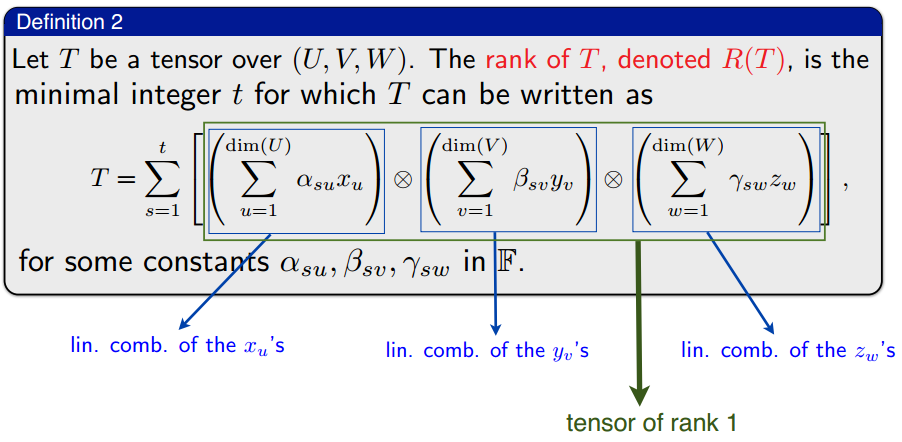 Definition 2
Let T be a tensor over (U, V, W). The rank of T, denoted R(T), is the
minimal integer t for which T can be written as
T = \sum_{s=1}^{t} \left[ \left( \sum_{u=1}^{\dim(U)} \alpha_{su} x_u \right) \otimes \left( \sum_{v=1}^{\dim(V)} \beta_{sv} y_v \right) \otimes \left( \sum_{w=1}^{\dim(W)} \gamma_{sw} z_w \right) \right],
for some constants α_{su}, β_{sv}, γ_{sw} in 𝔽.
lin. comb. of the x_u's
lin. comb. of the y_v's
lin. comb. of the z_w's
tensor of rank 1